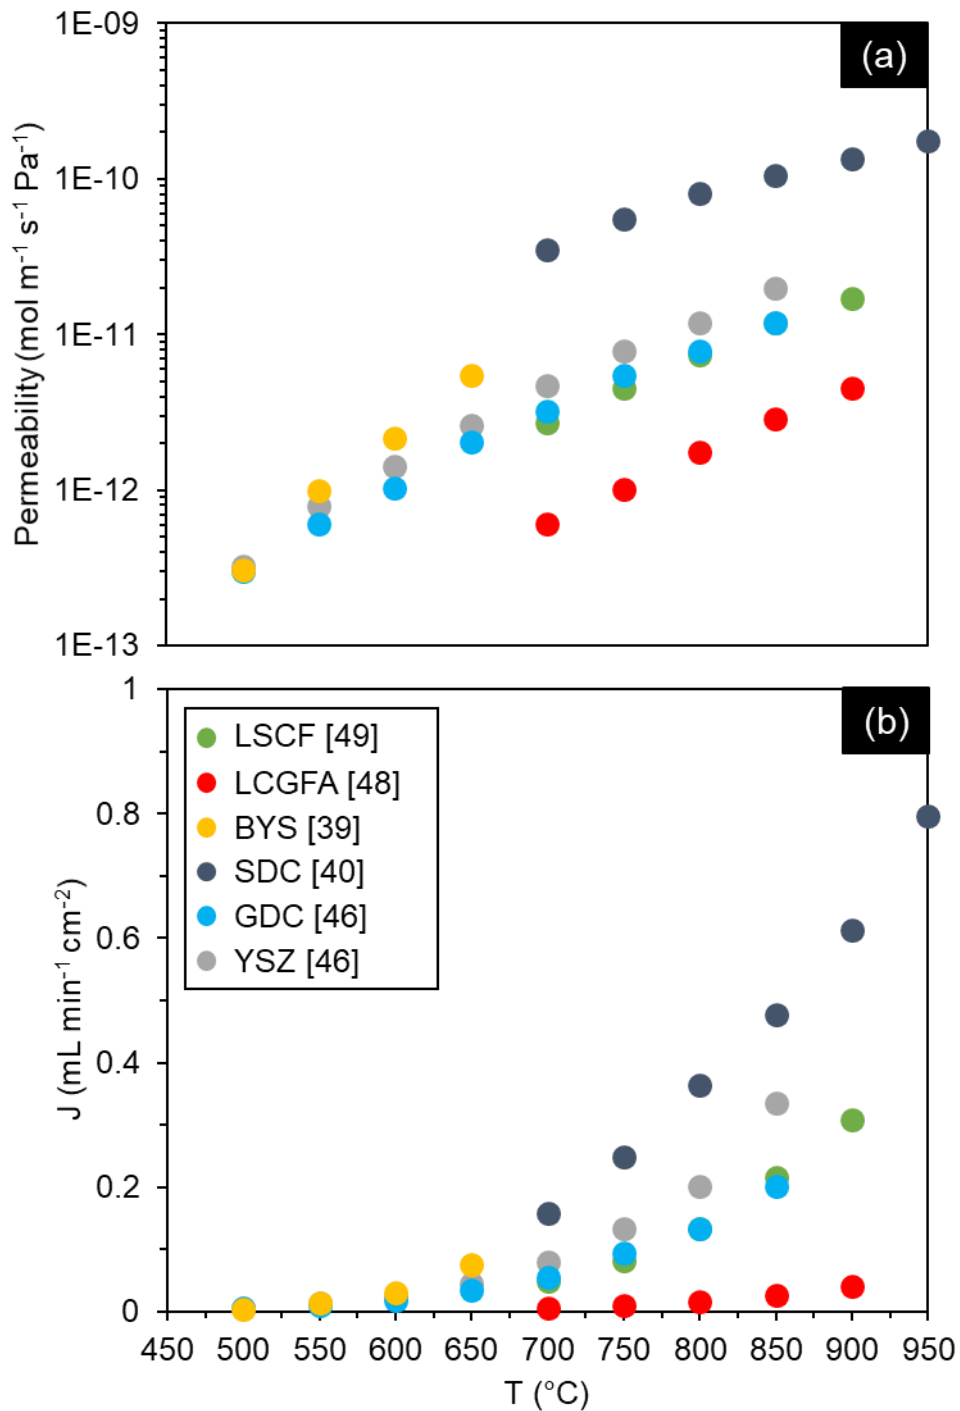 (a)
1E-09
1E-10
1E-11
1E-12
1E-13
Permeability (mol m⁻¹ s⁻¹ Pa⁻¹)
(b)
1
0.8
0.6
0.4
0.2
0
J (mL min⁻¹ cm⁻²)
LSCF [49]
LCGFA [48]
BYS [39]
SDC [40]
GDC [46]
YSZ [46]
450 500 550 600 650 700 750 800 850 900 950
T (°C)